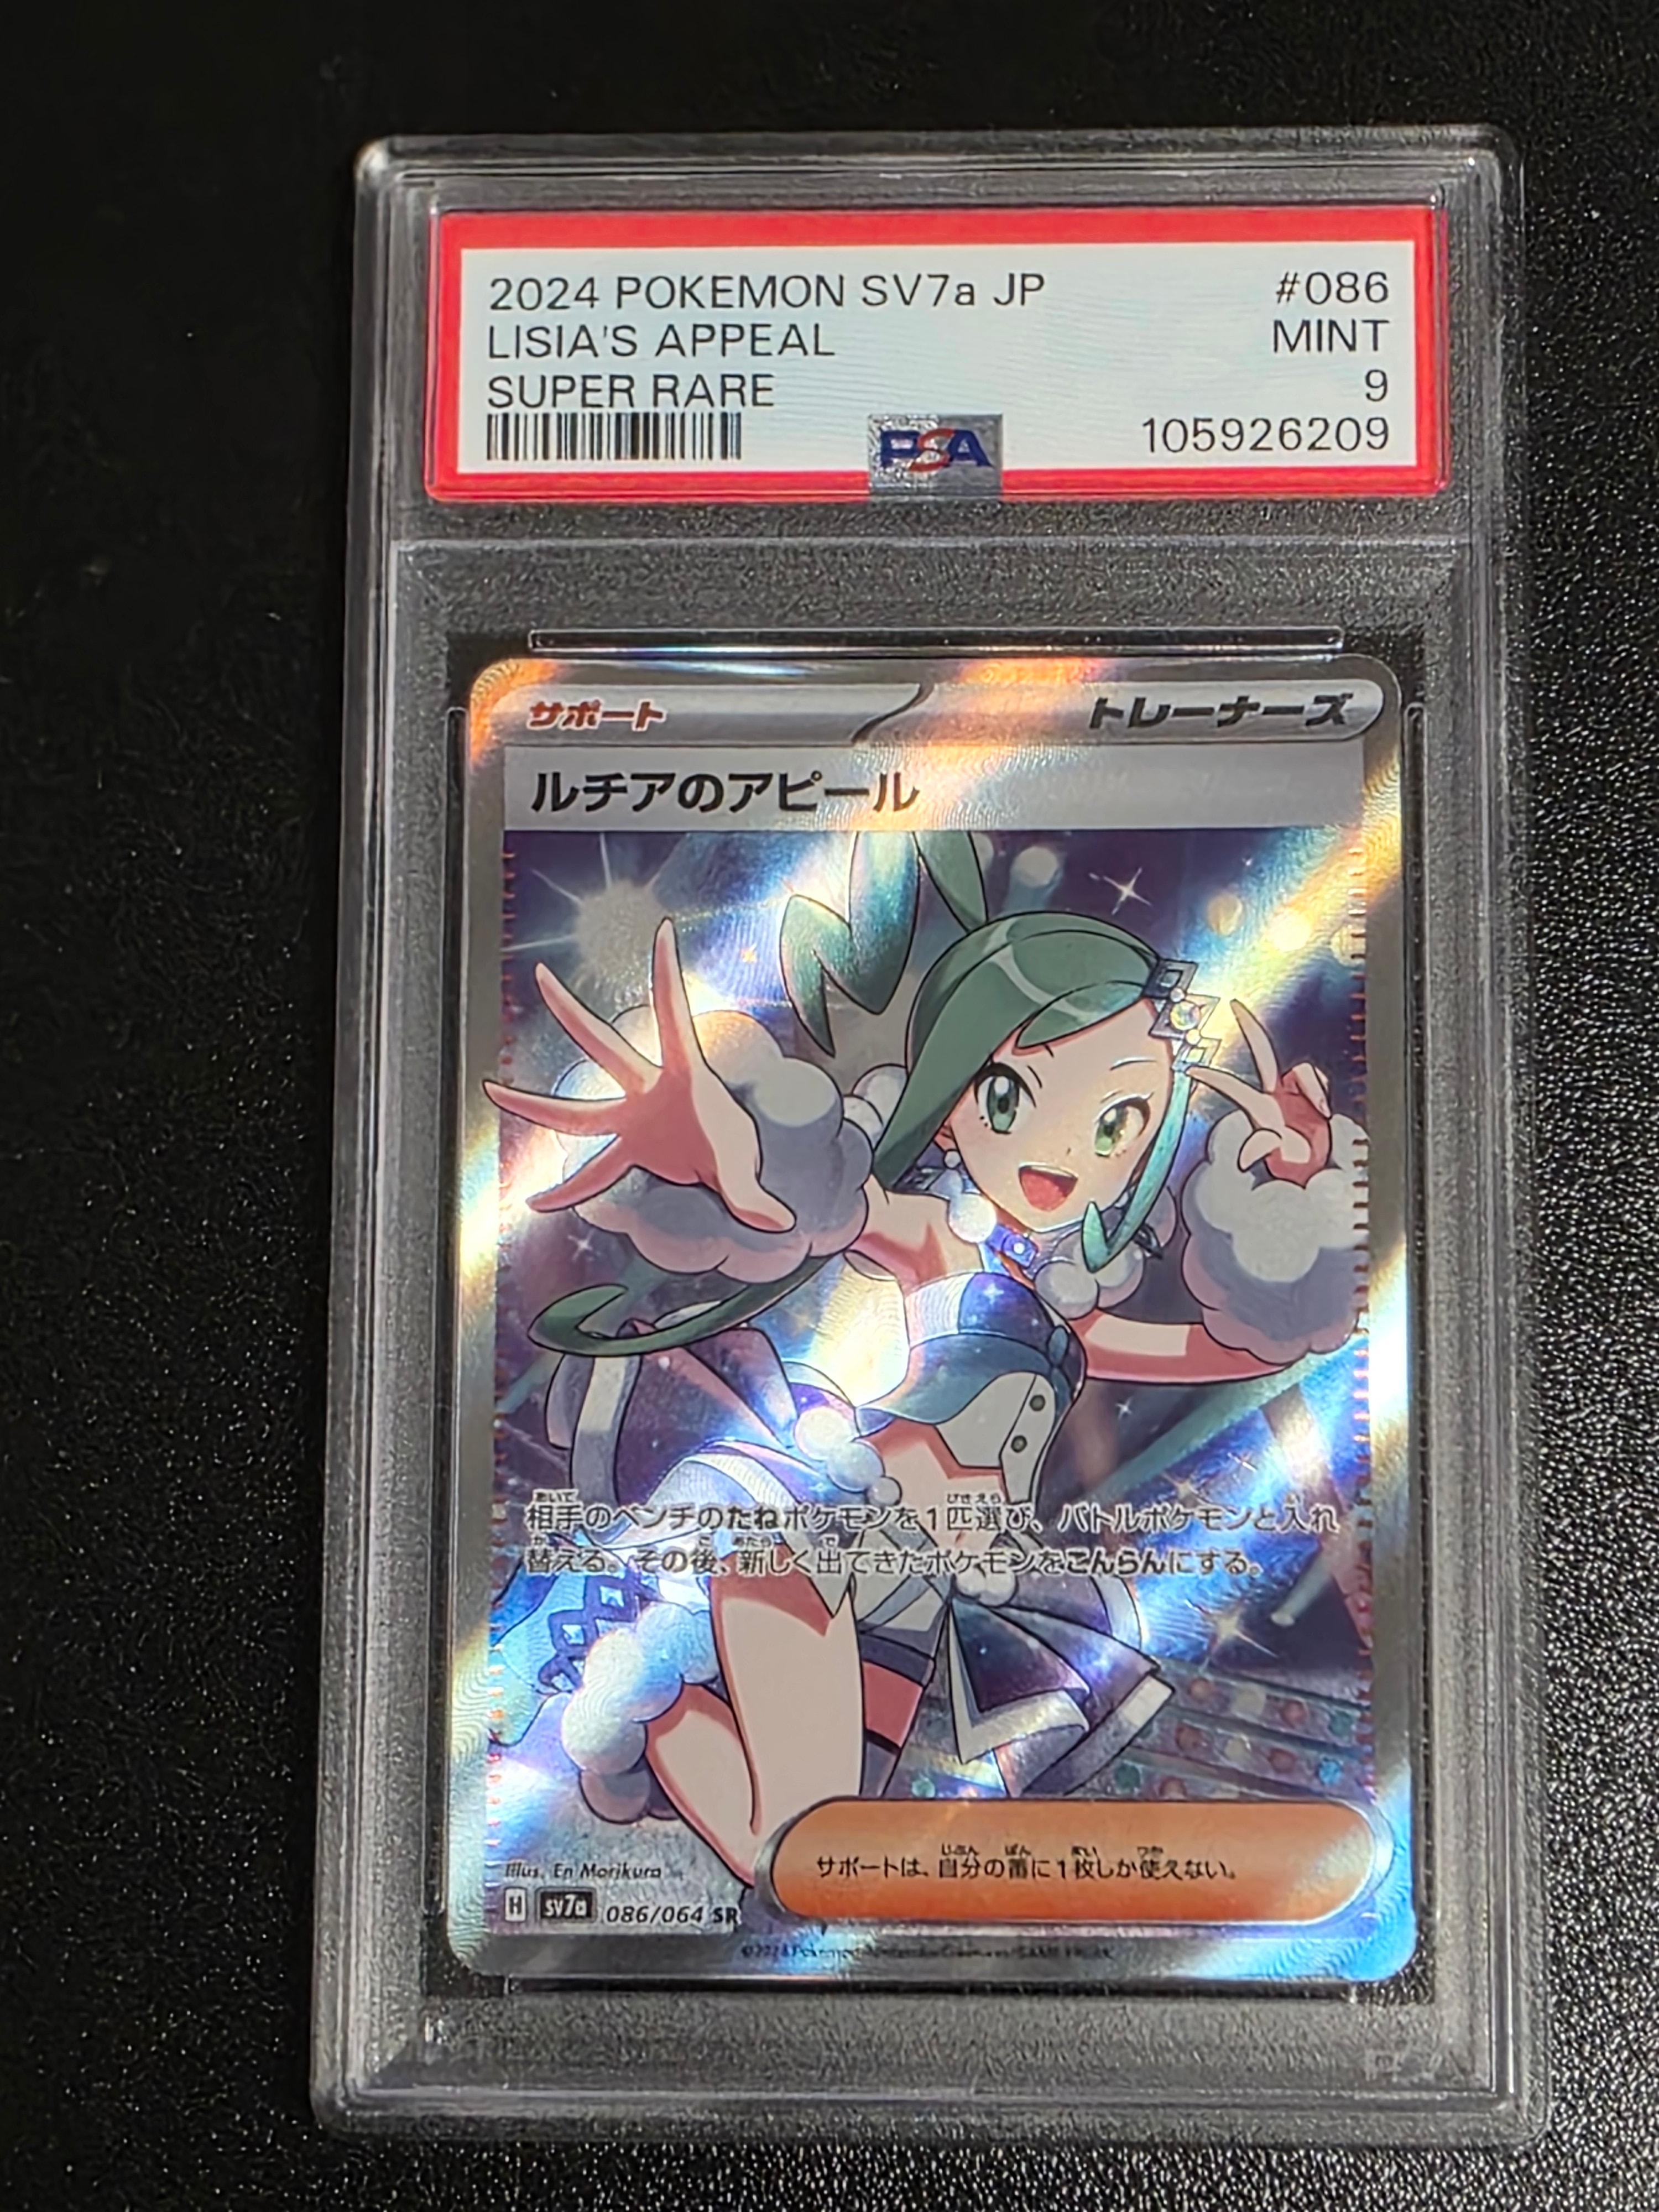 2024 POKEMON SV7a JP #086
LISIA'S APPEAL MINT
SUPER RARE 9
PSA 105926209
サポート トレーナーズ
ルチアのアピール
相手のベンチのたねポケモンを1匹選び、バトルポケモンと入れ
替える。その後、新しく出てきたポケモンをこんらんにする。
サポートは、自分の番に1枚しか使えない。
Illus. En Morikura
H sv7a 086/064 SR